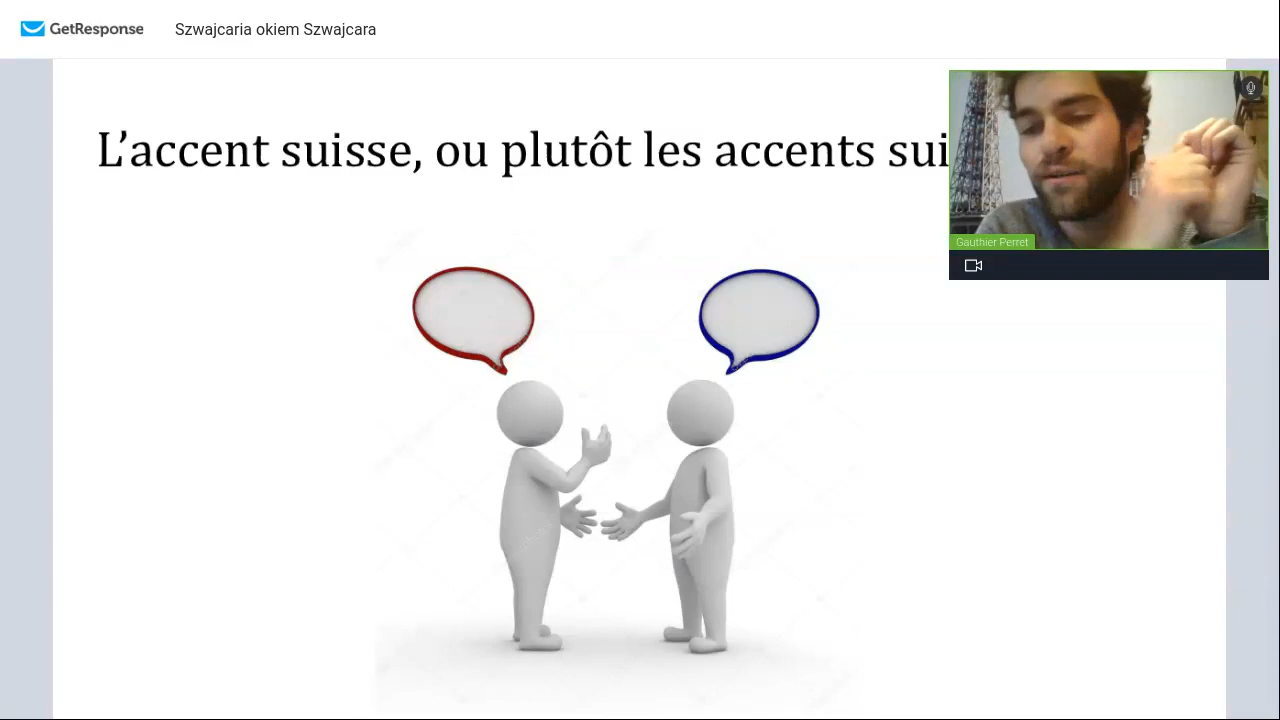 GetResponse
Szwajcaria okiem Szwajcara
L’accent suisse, ou plutôt les accents sui
Gauthier Perret